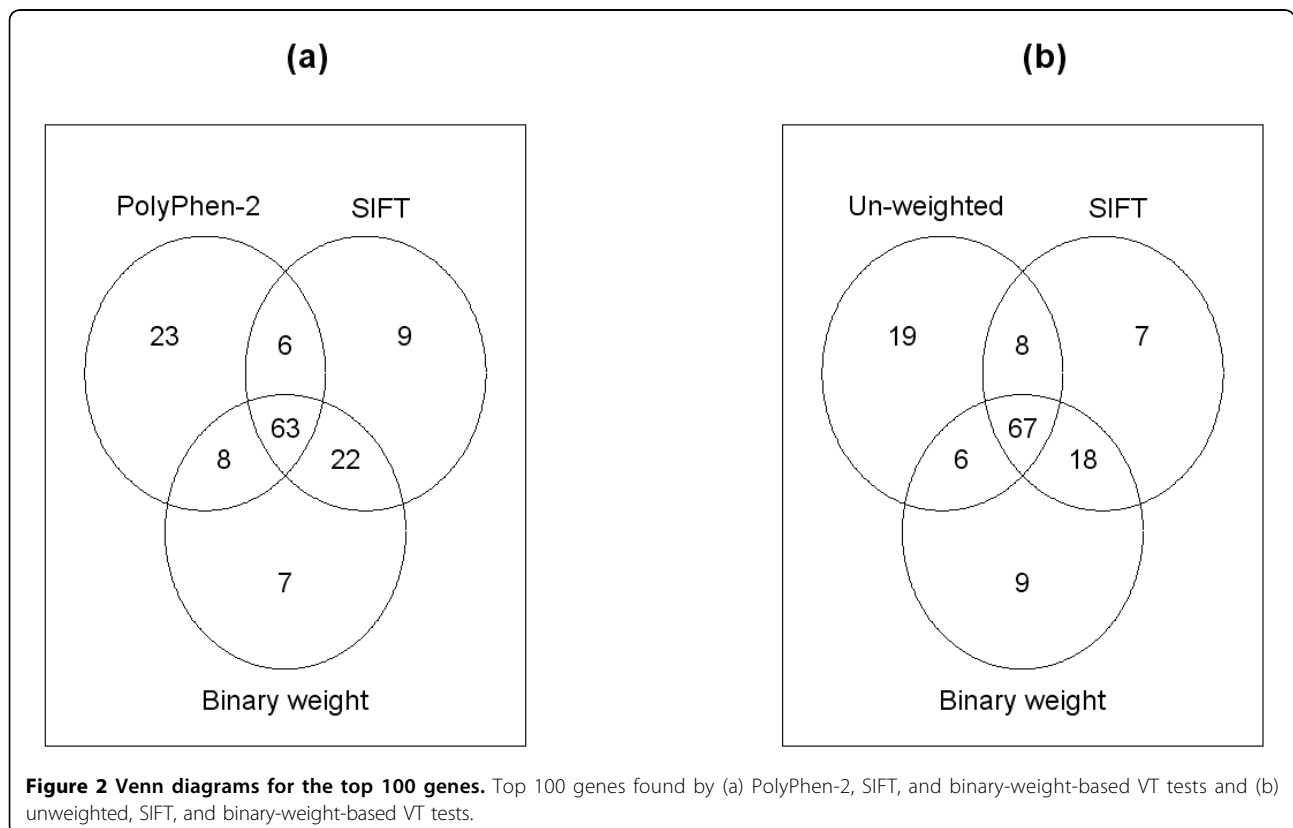 (a)
(b)
PolyPhen-2
SIFT
Un-weighted
SIFT
23
6
9
19
8
7
63
67
8
22
6
18
7
9
Binary weight
Binary weight
Figure 2 Venn diagrams for the top 100 genes. Top 100 genes found by (a) PolyPhen-2, SIFT, and binary-weight-based VT tests and (b)
unweighted, SIFT, and binary-weight-based VT tests.